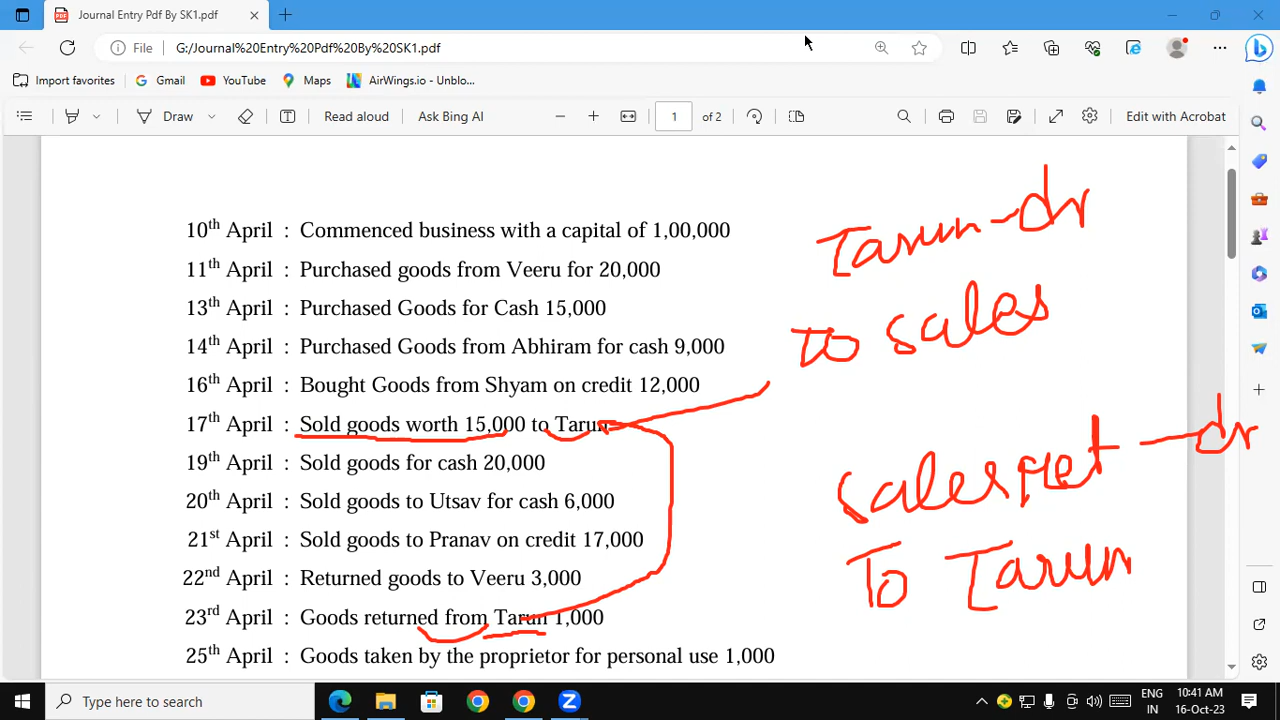 Journal Entry Pdf By SK1.pdf
File G:/Journal%20Entry%20Pdf%20By%20SK1.pdf
Import favorites Gmail YouTube Maps AirWings.io - Unblo...
Draw Read aloud Ask Bing AI 1 of 2 Edit with Acrobat
10th April : Commenced business with a capital of 1,00,000
11th April : Purchased goods from Veeru for 20,000
13th April : Purchased Goods for Cash 15,000
14th April : Purchased Goods from Abhiram for cash 9,000
16th April : Bought Goods from Shyam on credit 12,000
17th April : Sold goods worth 15,000 to Tarun
19th April : Sold goods for cash 20,000
20th April : Sold goods to Utsav for cash 6,000
21st April : Sold goods to Pranav on credit 17,000
22nd April : Returned goods to Veeru 3,000
23rd April : Goods returned from Tarun 1,000
25th April : Goods taken by the proprietor for personal use 1,000
Tarun - dr
to sales
sales ret - dr
To Tarun
Type here to search
ENG
IN
10:41 AM
16-Oct-23